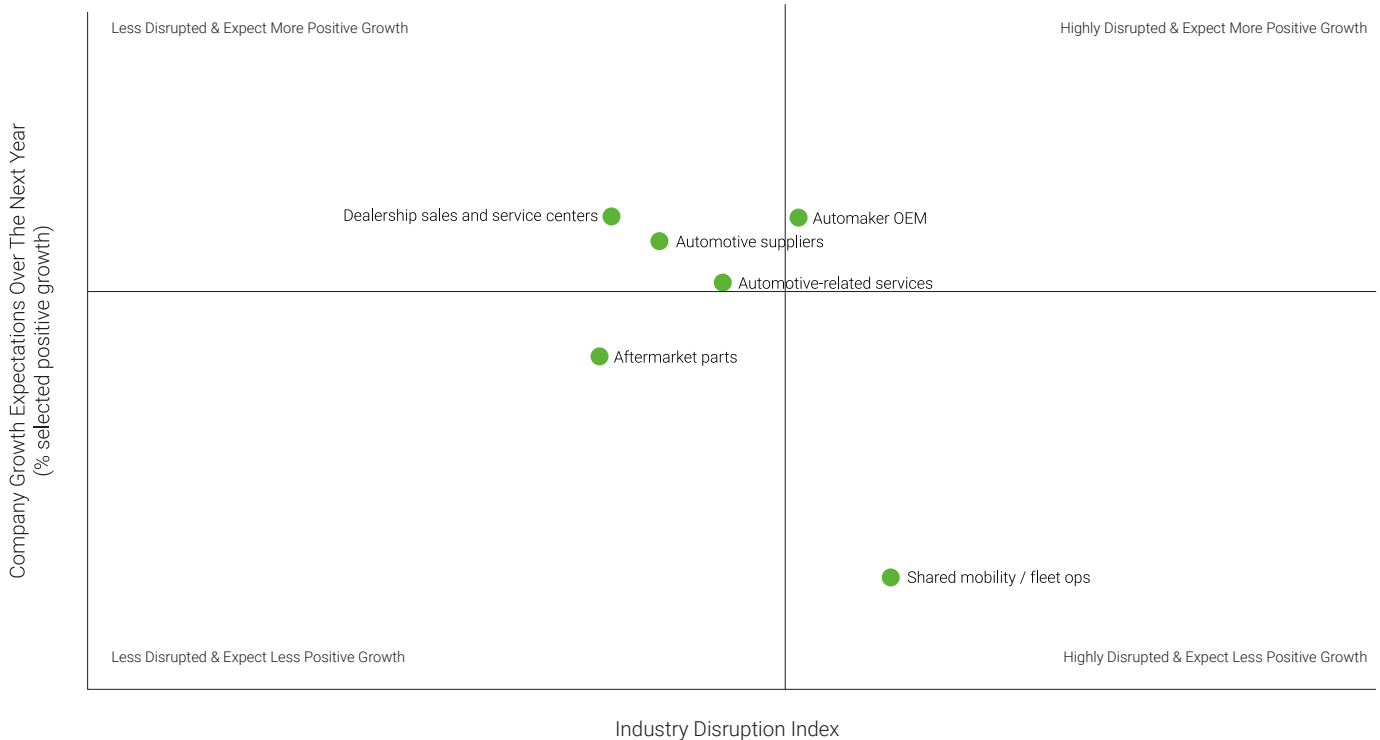 Less Disrupted & Expect More Positive Growth
Highly Disrupted & Expect More Positive Growth
Company Growth Expectations Over The Next Year
(% selected positive growth)
Dealership sales and service centers
Automaker OEM
Automotive suppliers
Automotive-related services
Aftermarket parts
Shared mobility / fleet ops
Less Disrupted & Expect Less Positive Growth
Highly Disrupted & Expect Less Positive Growth
Industry Disruption Index